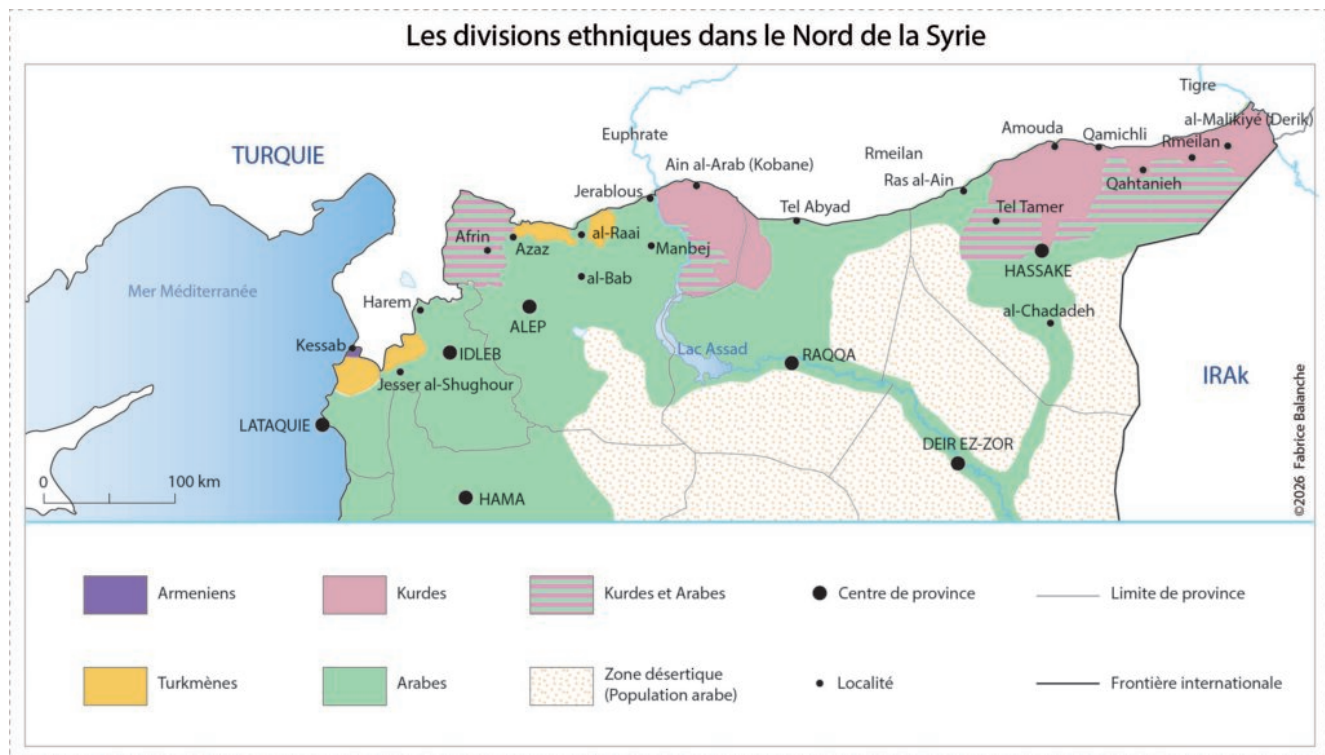 Les divisions ethniques dans le Nord de la Syrie
Tigre
al-Malikiyé (Derik)
Euphrate
Amouda
Qamichli
Rmeilan
TURQUIE
Ain al-Arab (Kobane)
Rmeilan
Jerablous
Ras al-Ain
Qahtanieh
Tel Abyad
Tel Tamer
Afrin
Azaz
al-Raai
Manbej
HASSAKE
Mer Méditerranée
al-Bab
Harem
ALEP
al-Chadadeh
Kessab
IDLEB
Lac Assad
RAQQA
IRAk
Jesser al-Shughour
LATAQUIE
DEIR EZ-ZOR
0 100 km
HAMA
©2026 Fabrice Balanche
Armeniens
Kurdes
Kurdes et Arabes
Centre de province
Limite de province
Turkmènes
Arabes
Zone désertique
(Population arabe)
Localité
Frontière internationale